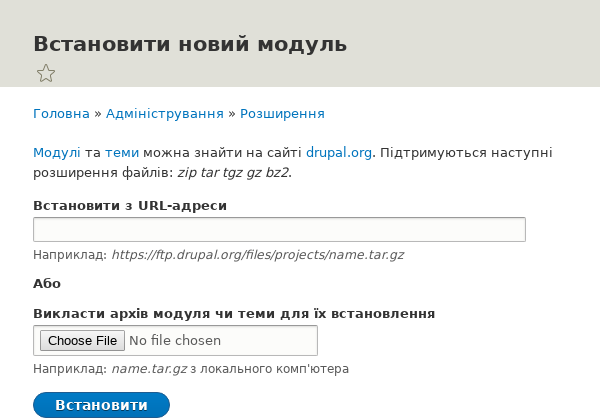 Встановити новий модуль
Головна » Адміністрування » Розширення
Модулі та теми можна знайти на сайті drupal.org. Підтримуються наступні
розширення файлів: zip tar tgz gz bz2.
Встановити з URL-адреси
Наприклад: https://ftp.drupal.org/files/projects/name.tar.gz
Або
Викласти архів модуля чи теми для їх встановлення
Choose File No file chosen
Наприклад: name.tar.gz з локального комп'ютера
Встановити